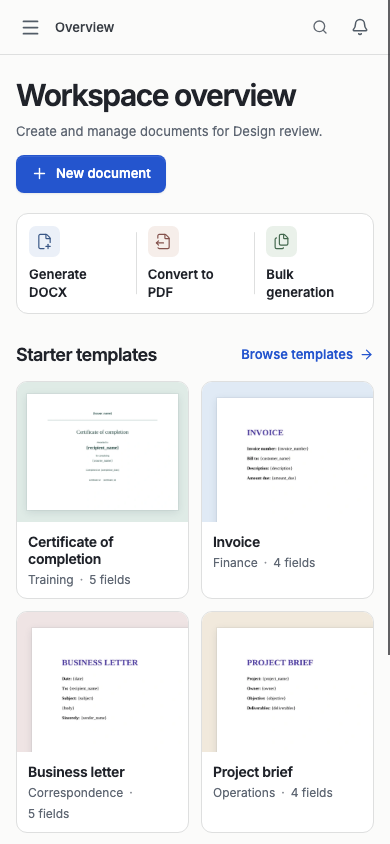 Overview
Workspace overview
Create and manage documents for Design review.
New document
Generate
DOCX
Convert to
PDF
Bulk
generation
Starter templates
Browse templates
Certificate of completion
{recipient_name}
Certificate of
completion
Training · 5 fields
INVOICE
Invoice number: {invoice_number}
Bill to: {customer_name}
Description: {description}
Amount due: {amount_due}
Invoice
Finance · 4 fields
BUSINESS LETTER
Date: {date}
To: {recipient_name}
Subject: {subject}
{body}
Sincerely, {sender_name}
Business letter
Correspondence ·
5 fields
PROJECT BRIEF
Project: {project_name}
Owner: {owner}
Objective: {objective}
Deliverables: {deliverables}
Project brief
Operations · 4 fields